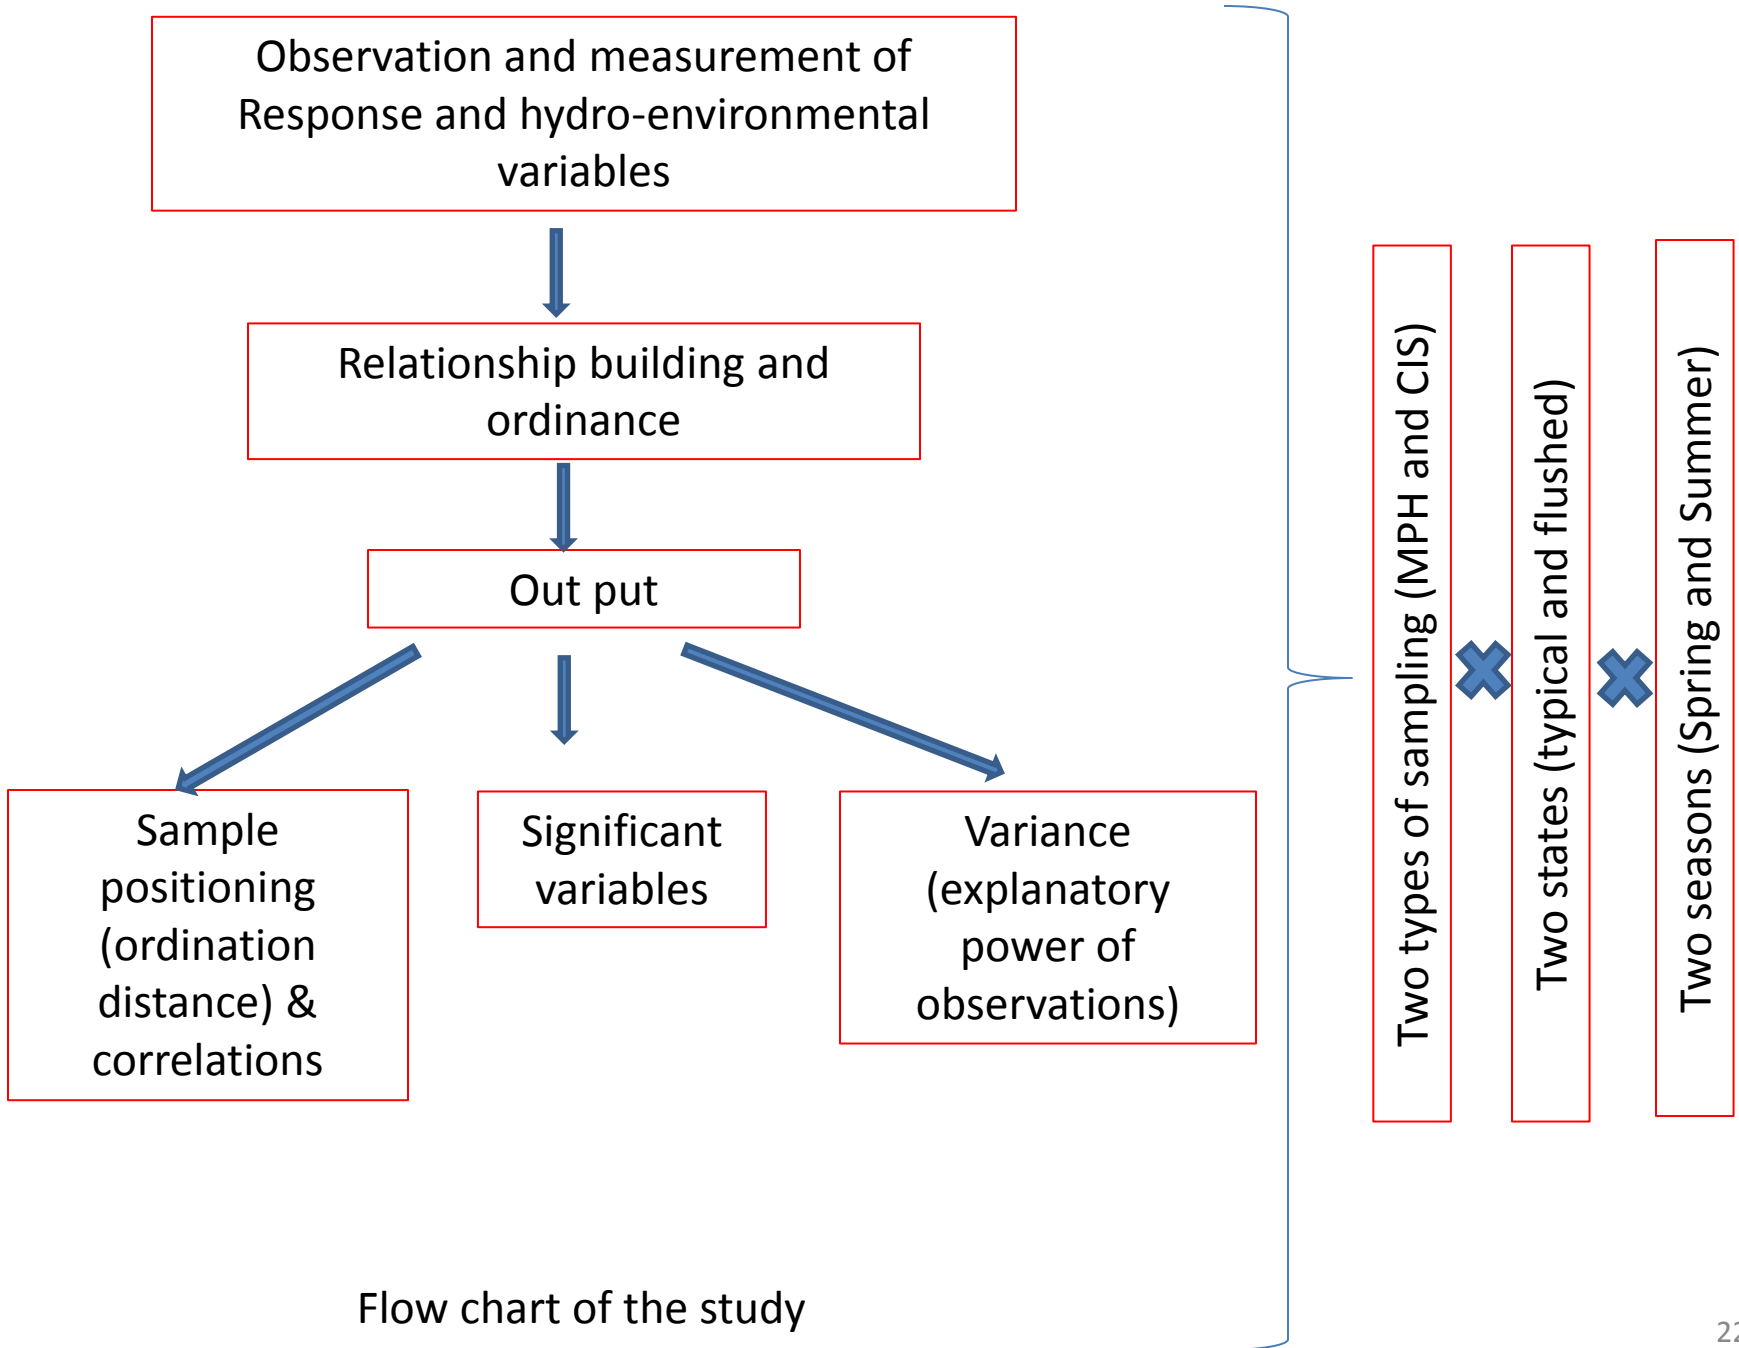 Observation and measurement of
Response and hydro-environmental
variables
Relationship building and
ordinance
Out put
Sample
positioning
(ordination
distance) &
correlations
Significant
variables
Variance
(explanatory
power of
observations)
Two types of sampling (MPH and CIS)
Two states (typical and flushed)
Two seasons (Spring and Summer)
Flow chart of the study
22